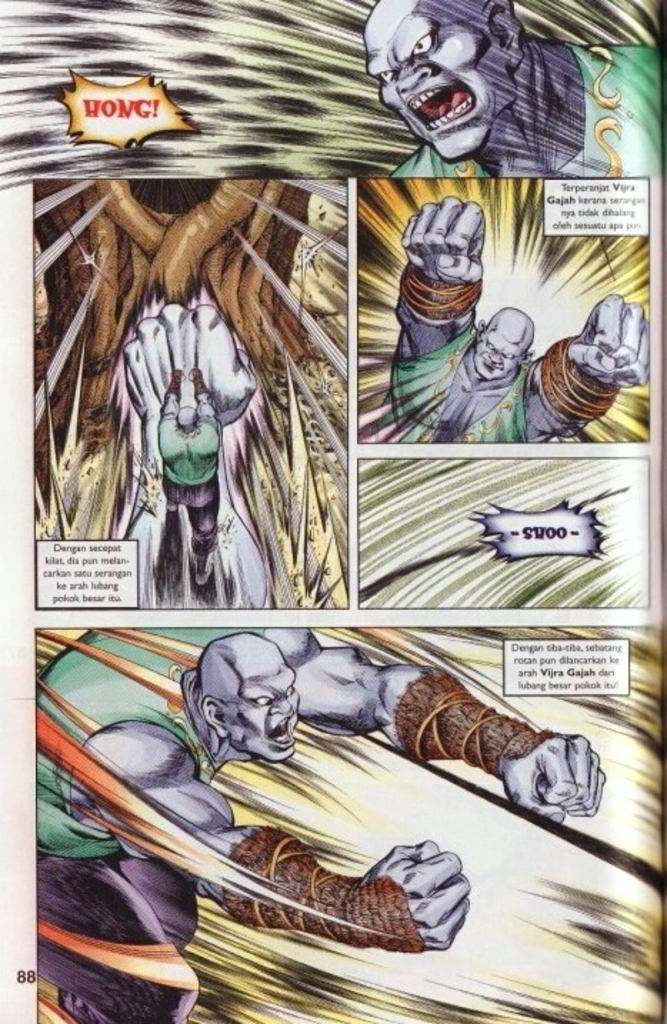 HONG!
Terperanjat Vijra
Gajah kerana serangan
nya tidak dihalang
oleh sesuatu apa pun.
Dengan secepat
kilat, dia pun melan-
carkan satu serangan
ke arah lubang
pokok besar itu.
- SHOO -
Dengan tiba-tiba, sebatang
rotan pun dilancarkan ke
arah Vijra Gajah dari
lubang besar pokok itu!
88